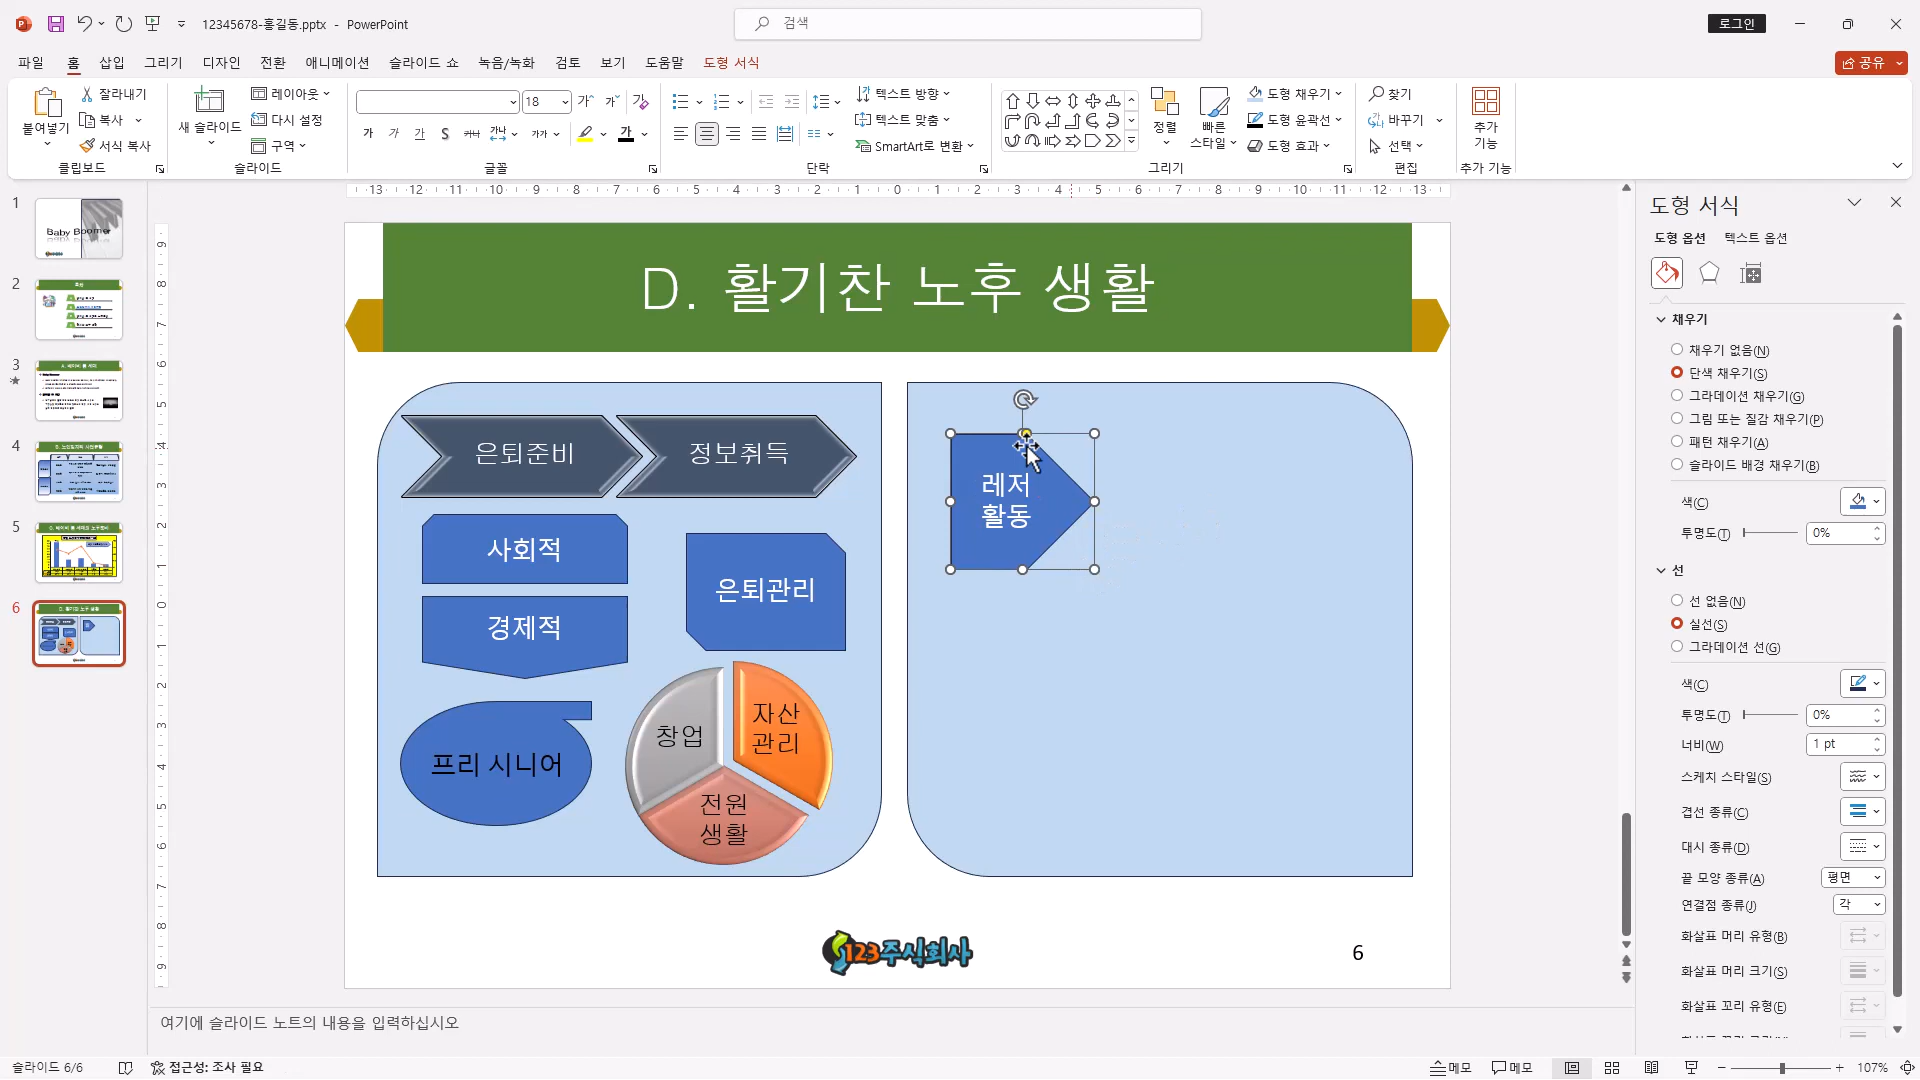 12345678-홍길동.pptx - PowerPoint
검색
로그인
파일 홈 삽입 그리기 디자인 전환 애니메이션 슬라이드 쇼 녹음/녹화 검토 보기 도움말 도형 서식
공유
붙여넣기
잘라내기
복사
서식 복사
클립보드
새 슬라이드
레이아웃
다시 설정
구역
슬라이드
18
글꼴
텍스트 방향
텍스트 맞춤
SmartArt로 변환
단락
정렬
빠른
스타일
도형 채우기
도형 윤곽선
도형 효과
그리기
찾기
바꾸기
선택
편집
추가
기능
추가 기능
1
Baby Boomer
2
3
4
5
6
D. 활기찬 노후 생활
은퇴준비
정보취득
사회적
경제적
은퇴관리
프리 시니어
창업
자산
관리
전원
생활
레저
활동
123주식회사
6
여기에 슬라이드 노트의 내용을 입력하십시오
도형 서식
도형 옵션 텍스트 옵션
채우기
채우기 없음(N)
단색 채우기(S)
그라데이션 채우기(G)
그림 또는 질감 채우기(P)
패턴 채우기(A)
슬라이드 배경 채우기(B)
색(C)
투명도(T) 0%
선
선 없음(N)
실선(S)
그라데이션 선(G)
색(C)
투명도(T) 0%
너비(W) 1 pt
스케치 스타일(S)
겹선 종류(C)
대시 종류(D)
끝 모양 종류(A) 평면
연결점 종류(J) 각
화살표 머리 유형(B)
화살표 머리 크기(S)
화살표 꼬리 유형(E)
슬라이드 6/6
접근성: 조사 필요
메모
메모
107%